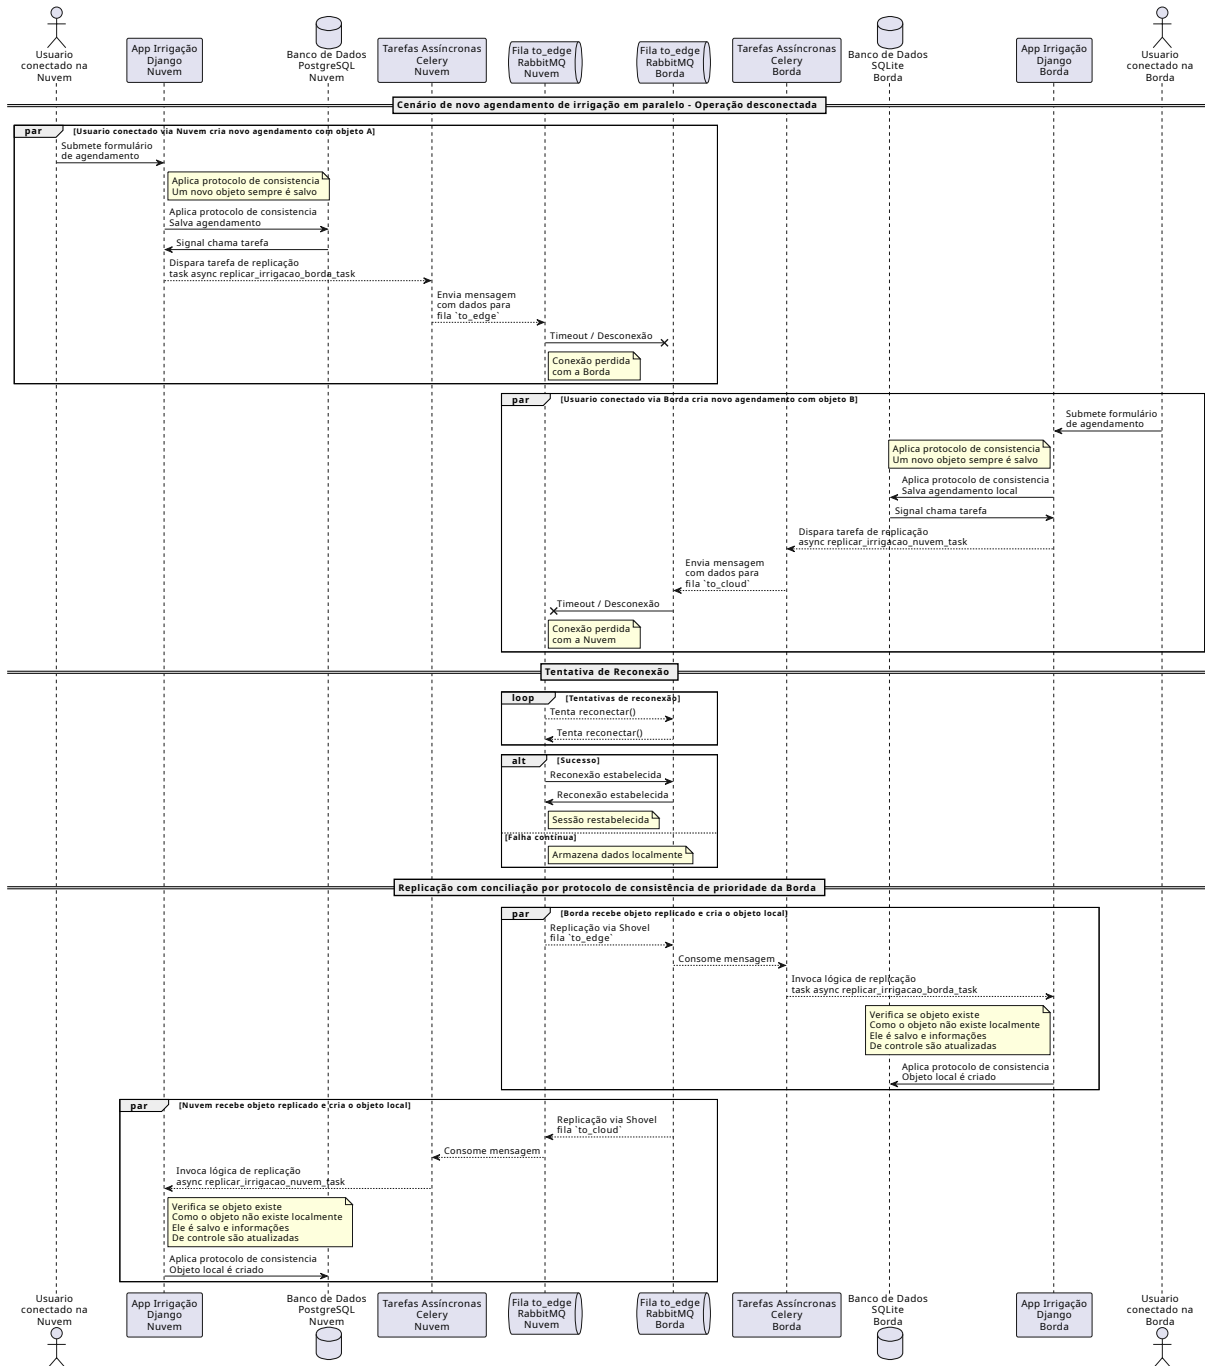 Usuario
conectado na
Nuvem
App Irrigação
Django
Nuvem
Banco de Dados
PostgreSQL
Nuvem
Tarefas Assíncronas
Celery
Nuvem
Fila to_edge
RabbitMQ
Nuvem
Fila to_edge
RabbitMQ
Borda
Tarefas Assíncronas
Celery
Borda
Banco de Dados
SQLite
Borda
App Irrigação
Django
Borda
Usuario
conectado na
Borda
Cenário de novo agendamento de irrigação em paralelo - Operação desconectada
par [Usuario conectado via Nuvem cria novo agendamento com objeto A]
Submete formulário
de agendamento
Aplica protocolo de consistencia
Um novo objeto sempre é salvo
Aplica protocolo de consistencia
Salva agendamento
Signal chama tarefa
Dispara tarefa de replicação
task async replicar_irrigacao_borda_task
Envia mensagem
com dados para
fila `to_edge`
Timeout / Desconexão
Conexão perdida
com a Borda
par [Usuario conectado via Borda cria novo agendamento com objeto B]
Submete formulário
de agendamento
Aplica protocolo de consistencia
Um novo objeto sempre é salvo
Aplica protocolo de consistencia
Salva agendamento local
Signal chama tarefa
Dispara tarefa de replicação
async replicar_irrigacao_nuvem_task
Envia mensagem
com dados para
fila `to_cloud`
Timeout / Desconexão
Conexão perdida
com a Nuvem
Tentativa de Reconexão
loop [Tentativas de reconexão]
Tenta reconectar()
Tenta reconectar()
alt [Sucesso]
Reconexão estabelecida
Reconexão estabelecida
Sessão restabelecida
[Falha contínua]
Armazena dados localmente
Replicação com conciliação por protocolo de consistência de prioridade da Borda
par [Borda recebe objeto replicado e cria o objeto local]
Replicação via Shovel
fila `to_edge`
Consome mensagem
Invoca lógica de replicação
task async replicar_irrigacao_borda_task
Verifica se objeto existe
Como o objeto não existe localmente
Ele é salvo e informações
De controle são atualizadas
Aplica protocolo de consistencia
Objeto local é criado
par [Nuvem recebe objeto replicado e cria o objeto local]
Replicação via Shovel
fila `to_cloud`
Consome mensagem
Invoca lógica de replicação
async replicar_irrigacao_nuvem_task
Verifica se objeto existe
Como o objeto não existe localmente
Ele é salvo e informações
De controle são atualizadas
Aplica protocolo de consistencia
Objeto local é criado
Usuario
conectado na
Nuvem
App Irrigação
Django
Nuvem
Banco de Dados
PostgreSQL
Nuvem
Tarefas Assíncronas
Celery
Nuvem
Fila to_edge
RabbitMQ
Nuvem
Fila to_edge
RabbitMQ
Borda
Tarefas Assíncronas
Celery
Borda
Banco de Dados
SQLite
Borda
App Irrigação
Django
Borda
Usuario
conectado na
Borda